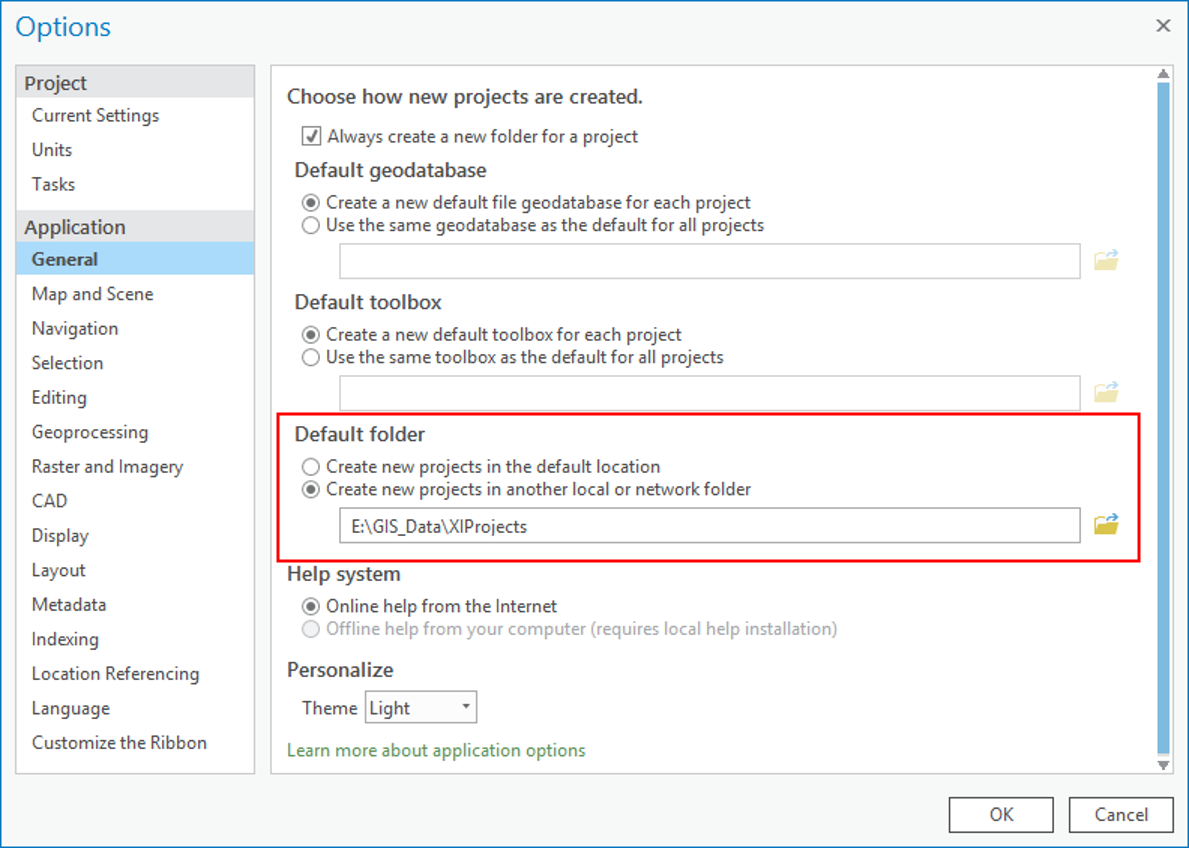 Options
Project
Current Settings
Units
Tasks
Application
General
Map and Scene
Navigation
Selection
Editing
Geoprocessing
Raster and Imagery
CAD
Display
Layout
Metadata
Indexing
Location Referencing
Language
Customize the Ribbon
Choose how new projects are created.
Always create a new folder for a project
Default geodatabase
Create a new default file geodatabase for each project
Use the same geodatabase as the default for all projects
Default toolbox
Create a new default toolbox for each project
Use the same toolbox as the default for all projects
Default folder
Create new projects in the default location
Create new projects in another local or network folder
E:\GIS_Data\XIProjects
Help system
Online help from the Internet
Offline help from your computer (requires local help installation)
Personalize
Theme Light
Learn more about application options
OK Cancel